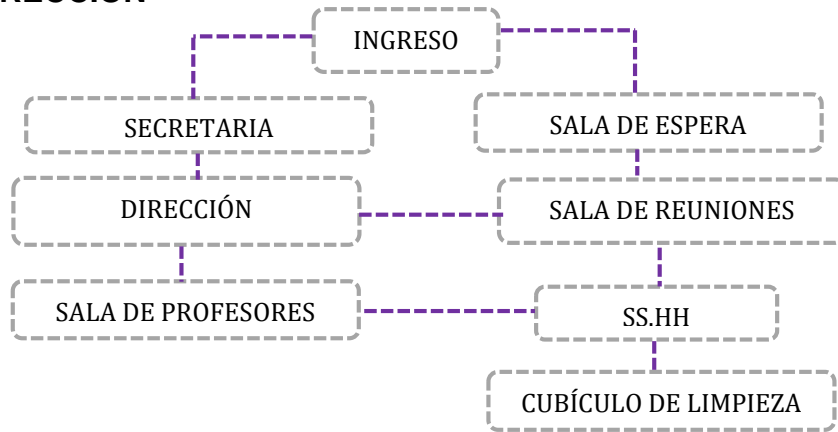 INGRESO
SECRETARIA
SALA DE ESPERA
DIRECCIÓN
SALA DE REUNIONES
SALA DE PROFESORES
SS.HH
CUBÍCULO DE LIMPIEZA